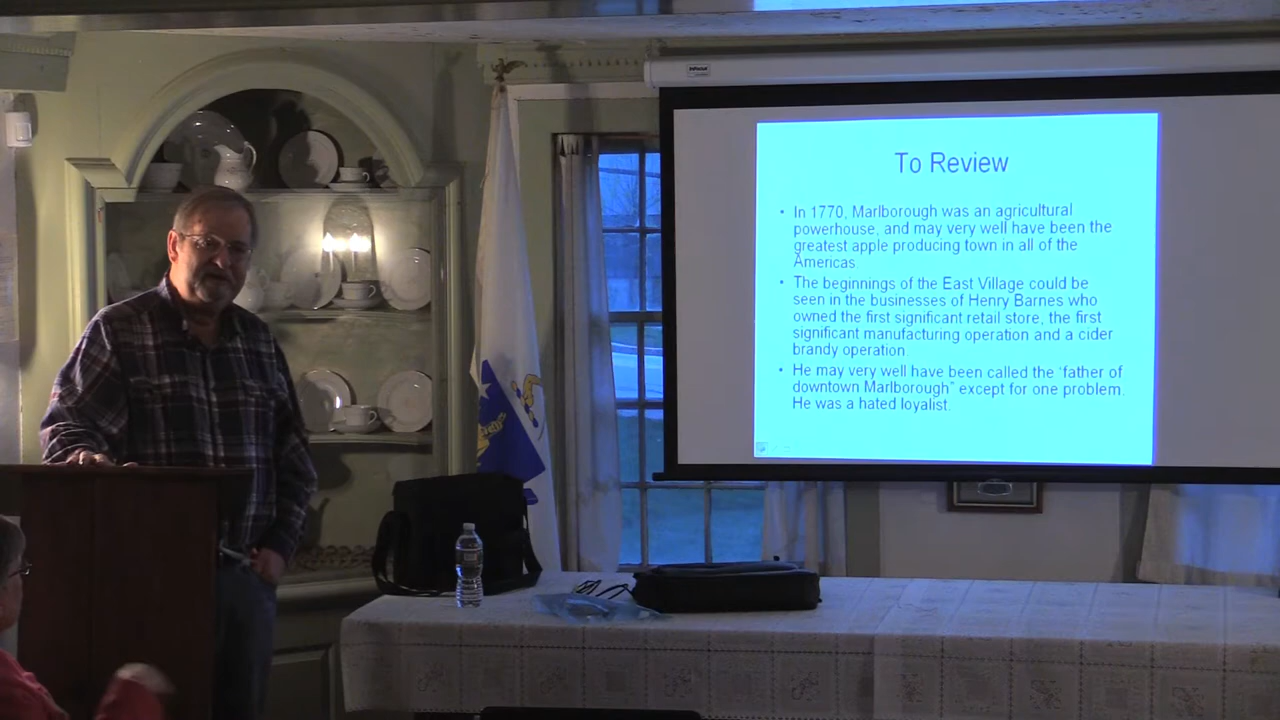 InFocus
To Review
• In 1770, Marlborough was an agricultural
powerhouse, and may very well have been the
greatest apple producing town in all of the
Americas
• The beginnings of the East Village could be
seen in the businesses of Henry Barnes who
owned the first significant retail store, the first
significant manufacturing operation and a cider
brandy operation.
• He may very well have been called the 'father of
downtown Marlborough" except for one problem.
He was a hated loyalist.